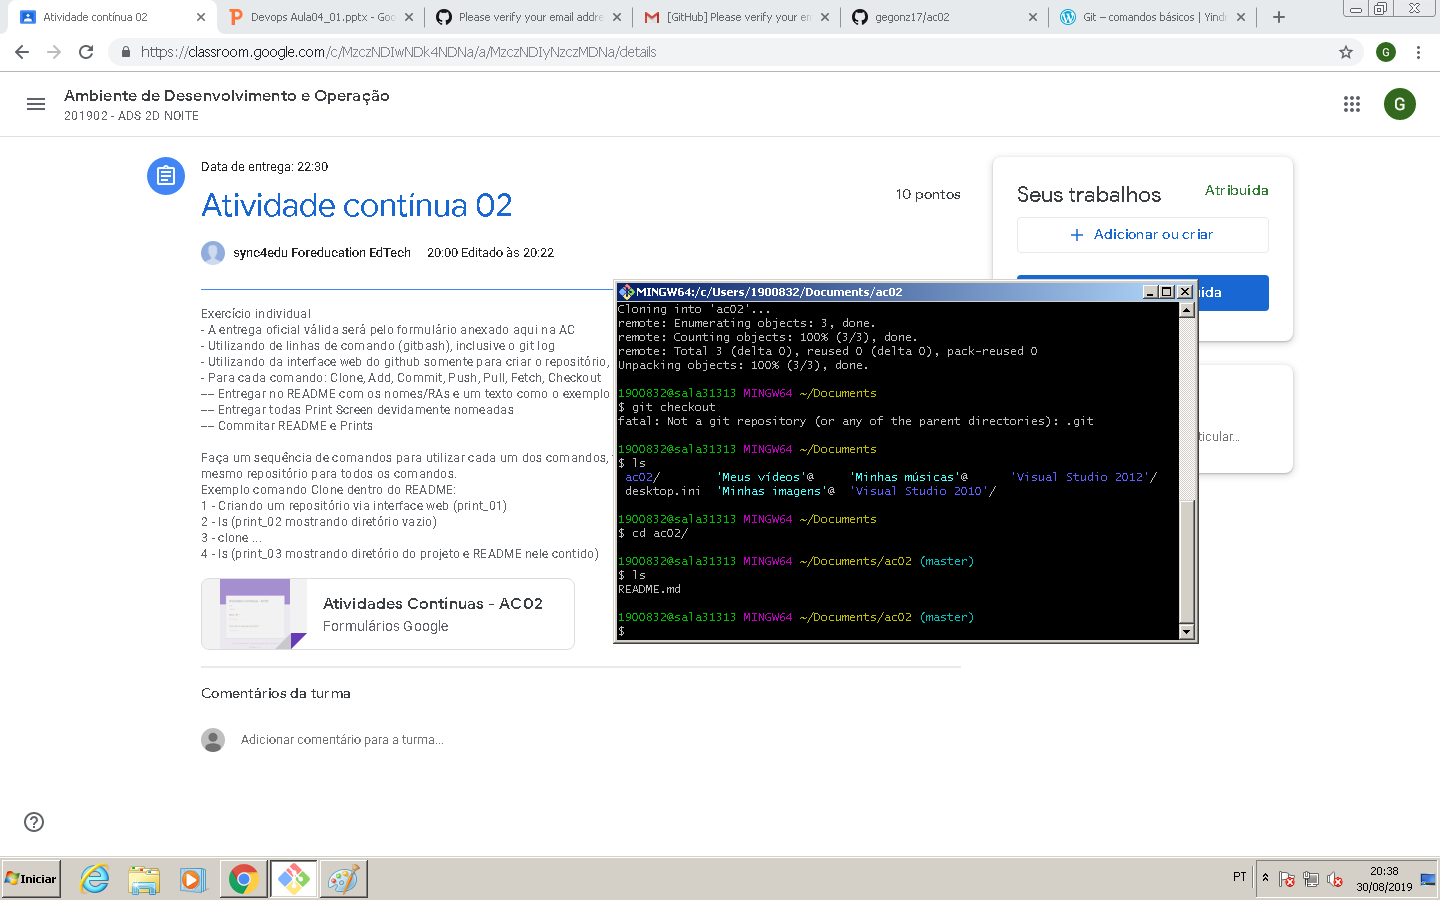 Atividade contínua 02
Devops Aula04_01.pptx - Goo
Please verify your email addre
[GitHub] Please verify your em
gegonz17/ac02
Git – comandos básicos | Yindr
https://classroom.google.com/c/MzczNDIwNDk4NDNa/a/MzczNDIyNzczMDNa/details
G
Ambiente de Desenvolvimento e Operação
201902 - ADS 2D NOITE
G
Data de entrega: 22:30
Atividade contínua 02
10 pontos
sync4edu Foreducation EdTech 20:00 Editado às 20:22
Seus trabalhos
Atribuída
+ Adicionar ou criar
ida
ticular...
Exercício individual
- A entrega oficial válida será pelo formulário anexado aqui na AC
- Utilizando de linhas de comando (gitbash), inclusive o git log
- Utilizando da interface web do github somente para criar o repositório,
- Para cada comando: Clone, Add, Commit, Push, Pull, Fetch, Checkout
-– Entregar no README com os nomes/RAs e um texto como o exemplo
-– Entregar todas Print Screen devidamente nomeadas
-– Commitar README e Prints
Faça um sequência de comandos para utilizar cada um dos comandos,
mesmo repositório para todos os comandos.
Exemplo comando Clone dentro do README:
1 - Criando um repositório via interface web (print_01)
2 - ls (print_02 mostrando diretório vazio)
3 - clone ...
4 - ls (print_03 mostrando diretório do projeto e README nele contido)
Atividades Contínuas - AC02
Formulários Google
Comentários da turma
Adicionar comentário para a turma...
MINGW64:/c/Users/1900832/Documents/ac02
Cloning into 'ac02'...
remote: Enumerating objects: 3, done.
remote: Counting objects: 100% (3/3), done.
remote: Total 3 (delta 0), reused 0 (delta 0), pack-reused 0
Unpacking objects: 100% (3/3), done.
1900832@sala31313 MINGW64 ~/Documents
$ git checkout
fatal: Not a git repository (or any of the parent directories): .git
1900832@sala31313 MINGW64 ~/Documents
$ ls
ac02/ 'Meus vídeos'@ 'Minhas músicas'@ 'Visual Studio 2012'/
desktop.ini 'Minhas imagens'@ 'Visual Studio 2010'/
1900832@sala31313 MINGW64 ~/Documents
$ cd ac02/
1900832@sala31313 MINGW64 ~/Documents/ac02 (master)
$ ls
README.md
1900832@sala31313 MINGW64 ~/Documents/ac02 (master)
$
Iniciar
PT
20:38
30/08/2019